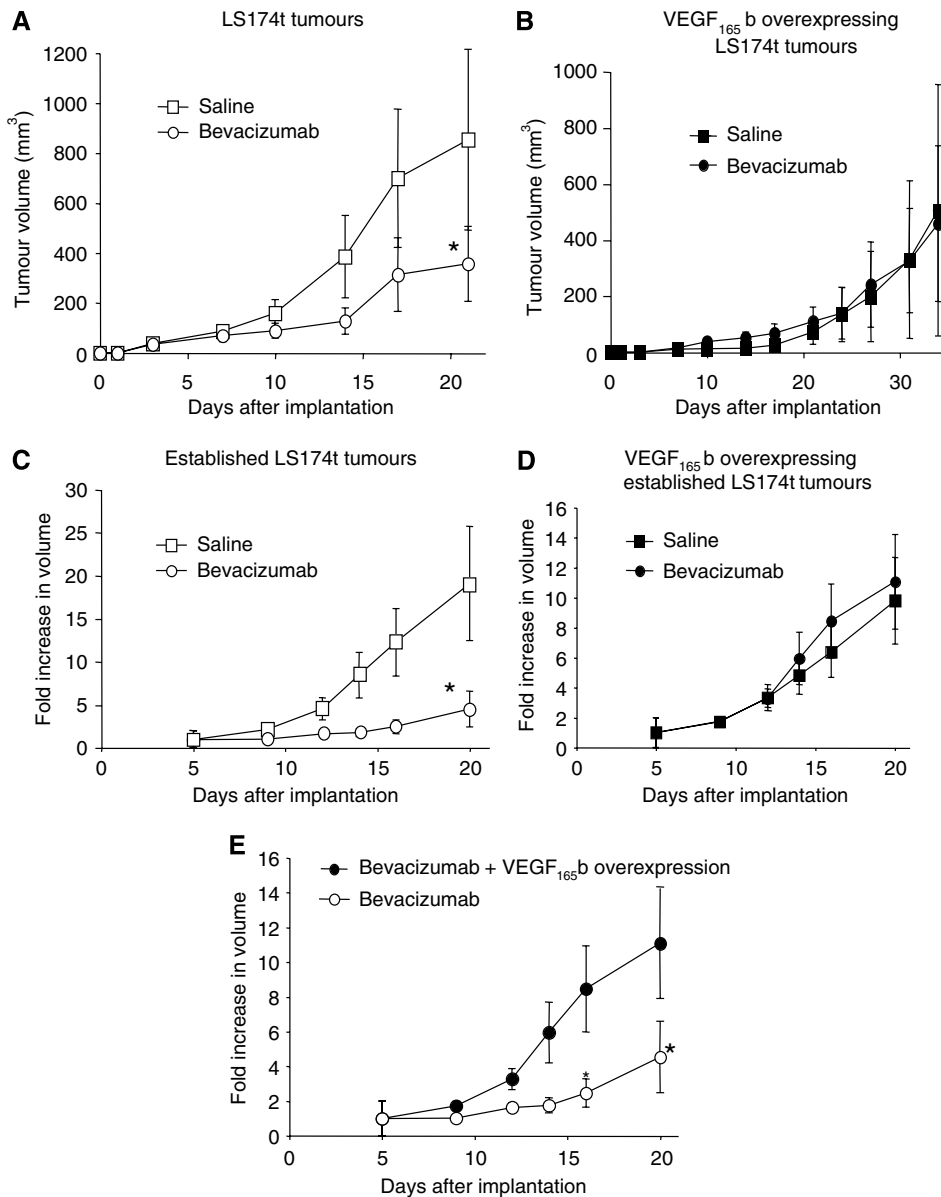 A
LS174t tumours
1200
1000
800
600
400
200
0
Tumour volume (mm³)
Saline
Bevacizumab
*
0 5 10 15 20
Days after implantation
B
VEGF₁₆₅b overexpressing
LS174t tumours
1000
800
600
400
200
0
Tumour volume (mm³)
Saline
Bevacizumab
0 10 20 30
Days after implantation
C
Established LS174t tumours
30
25
20
15
10
5
0
Fold increase in volume
Saline
Bevacizumab
*
0 5 10 15 20
Days after implantation
D
VEGF₁₆₅b overexpressing
established LS174t tumours
16
14
12
10
8
6
4
2
0
Fold increase in volume
Saline
Bevacizumab
0 5 10 15 20
Days after implantation
E
16
14
12
10
8
6
4
2
0
Fold increase in volume
Bevacizumab + VEGF₁₆₅b overexpression
Bevacizumab
*
*
0 5 10 15 20
Days after implantation